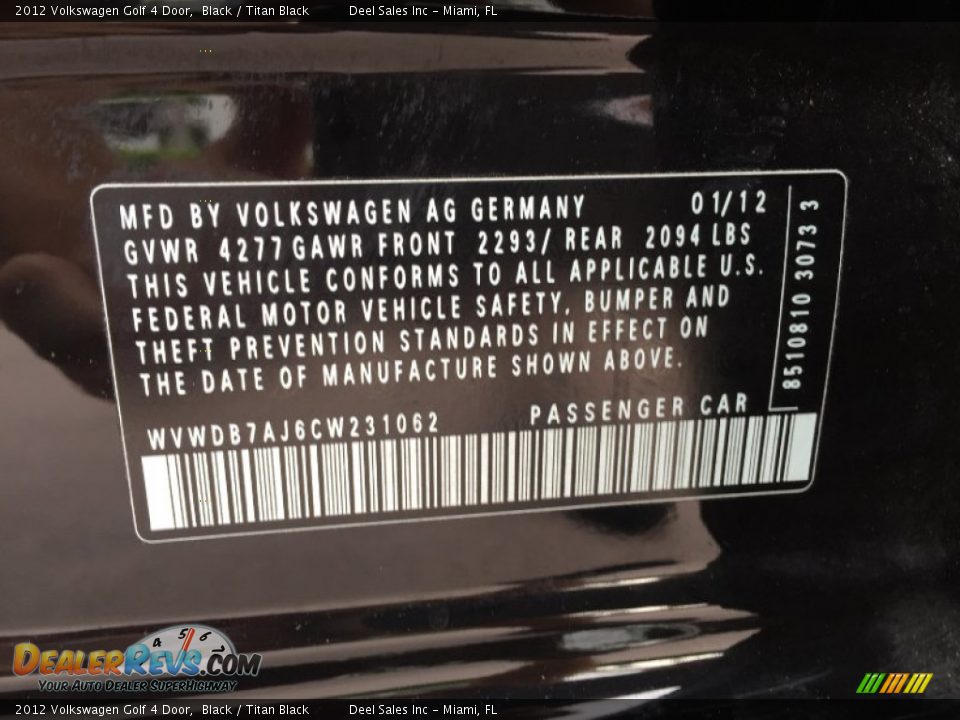 2012 Volkswagen Golf 4 Door, Black / Titan Black Deel Sales Inc - Miami, FL
MFD BY VOLKSWAGEN AG GERMANY 01/12
GVWR 4277 GAWR FRONT 2293/ REAR 2094 LBS
THIS VEHICLE CONFORMS TO ALL APPLICABLE U.S.
FEDERAL MOTOR VEHICLE SAFETY, BUMPER AND
THEFT PREVENTION STANDARDS IN EFFECT ON
THE DATE OF MANUFACTURE SHOWN ABOVE.
WVWDB7AJ6CW231062 PASSENGER CAR
8510810 3073 3
4 5 6
DEALERREVS.COM
YOUR AUTO DEALER SUPERHIGHWAY
2012 Volkswagen Golf 4 Door, Black / Titan Black Deel Sales Inc - Miami, FL